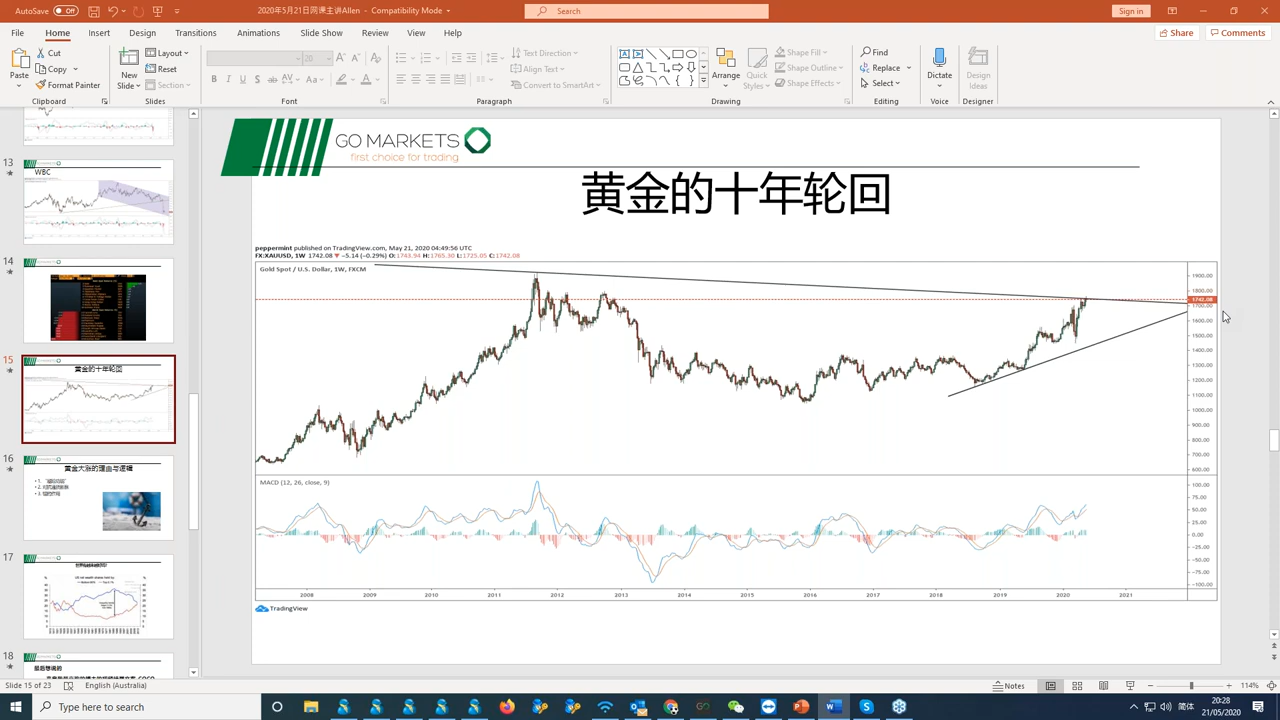 AutoSave Off
2020年5月21日网课主讲Allen - Compatibility Mode
Search
Sign in
File Home Insert Design Transitions Animations Slide Show Review View Help
Share Comments
Paste
Cut
Copy
Format Painter
Clipboard
New Slide
Layout
Reset
Section
Slides
20
Font
Text Direction
Align Text
Convert to SmartArt
Paragraph
Arrange
Quick Styles
Shape Fill
Shape Outline
Shape Effects
Drawing
Find
Replace
Select
Editing
Dictate
Voice
Design Ideas
Designer
13
WBC
14
15
黄金的十年轮回
16
黄金大涨的理由与逻辑
17
18
最后想说的
GO MARKETS
first choice for trading
黄金的十年轮回
peppermint published on TradingView.com, May 21, 2020 04:49:56 UTC
FX:XAUUSD, 1W 1742.08 ▼ −5.14 (−0.29%) O:1743.94 H:1765.30 L:1725.05 C:1742.08
Gold Spot / U.S. Dollar, 1W, FXCM
1900.00
1800.00
1742.08
1700.00
1600.00
1500.00
1400.00
1300.00
1200.00
1100.00
1000.00
900.00
800.00
700.00
600.00
MACD (12, 26, close, 9)
100.00
75.00
50.00
25.00
0.00
−25.00
−50.00
−75.00
−100.00
2008 2009 2010 2011 2012 2013 2014 2015 2016 2017 2018 2019 2020 2021
TradingView
Slide 15 of 23 English (Australia)
Notes
114%
Type here to search
简
20:28
21/05/2020